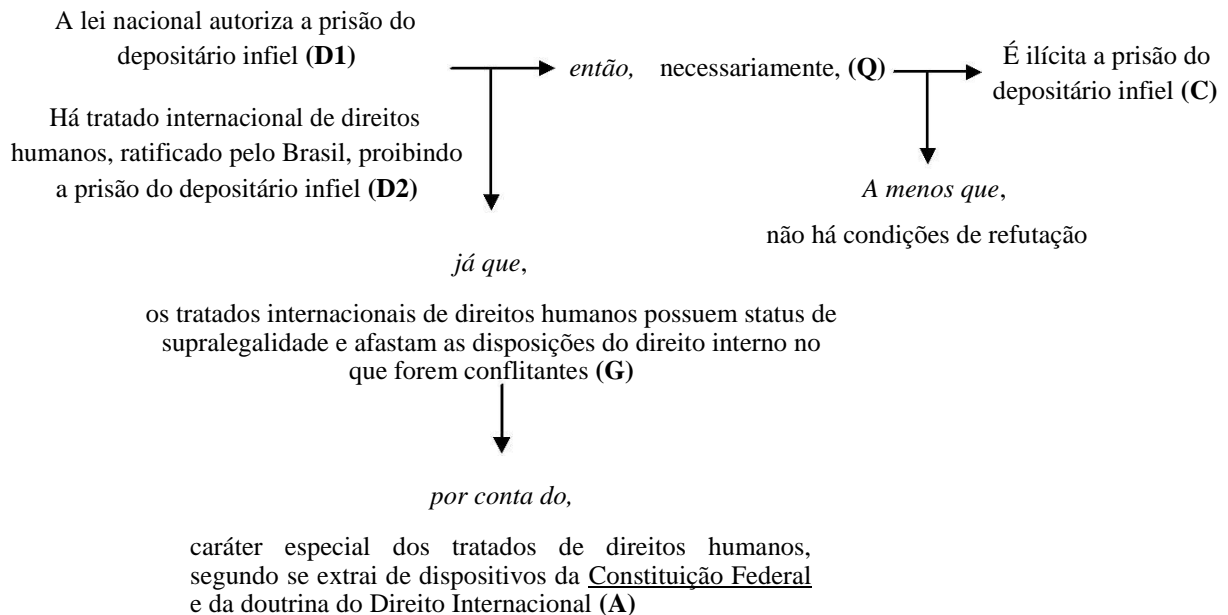 A lei nacional autoriza a prisão do
depositário infiel (D1)
Há tratado internacional de direitos
humanos, ratificado pelo Brasil, proibindo
a prisão do depositário infiel (D2)
então, necessariamente, (Q)
É ilícita a prisão do
depositário infiel (C)
A menos que,
não há condições de refutação
já que,
os tratados internacionais de direitos humanos possuem status de
supralegalidade e afastam as disposições do direito interno no
que forem conflitantes (G)
por conta do,
caráter especial dos tratados de direitos humanos,
segundo se extrai de dispositivos da Constituição Federal
e da doutrina do Direito Internacional (A)